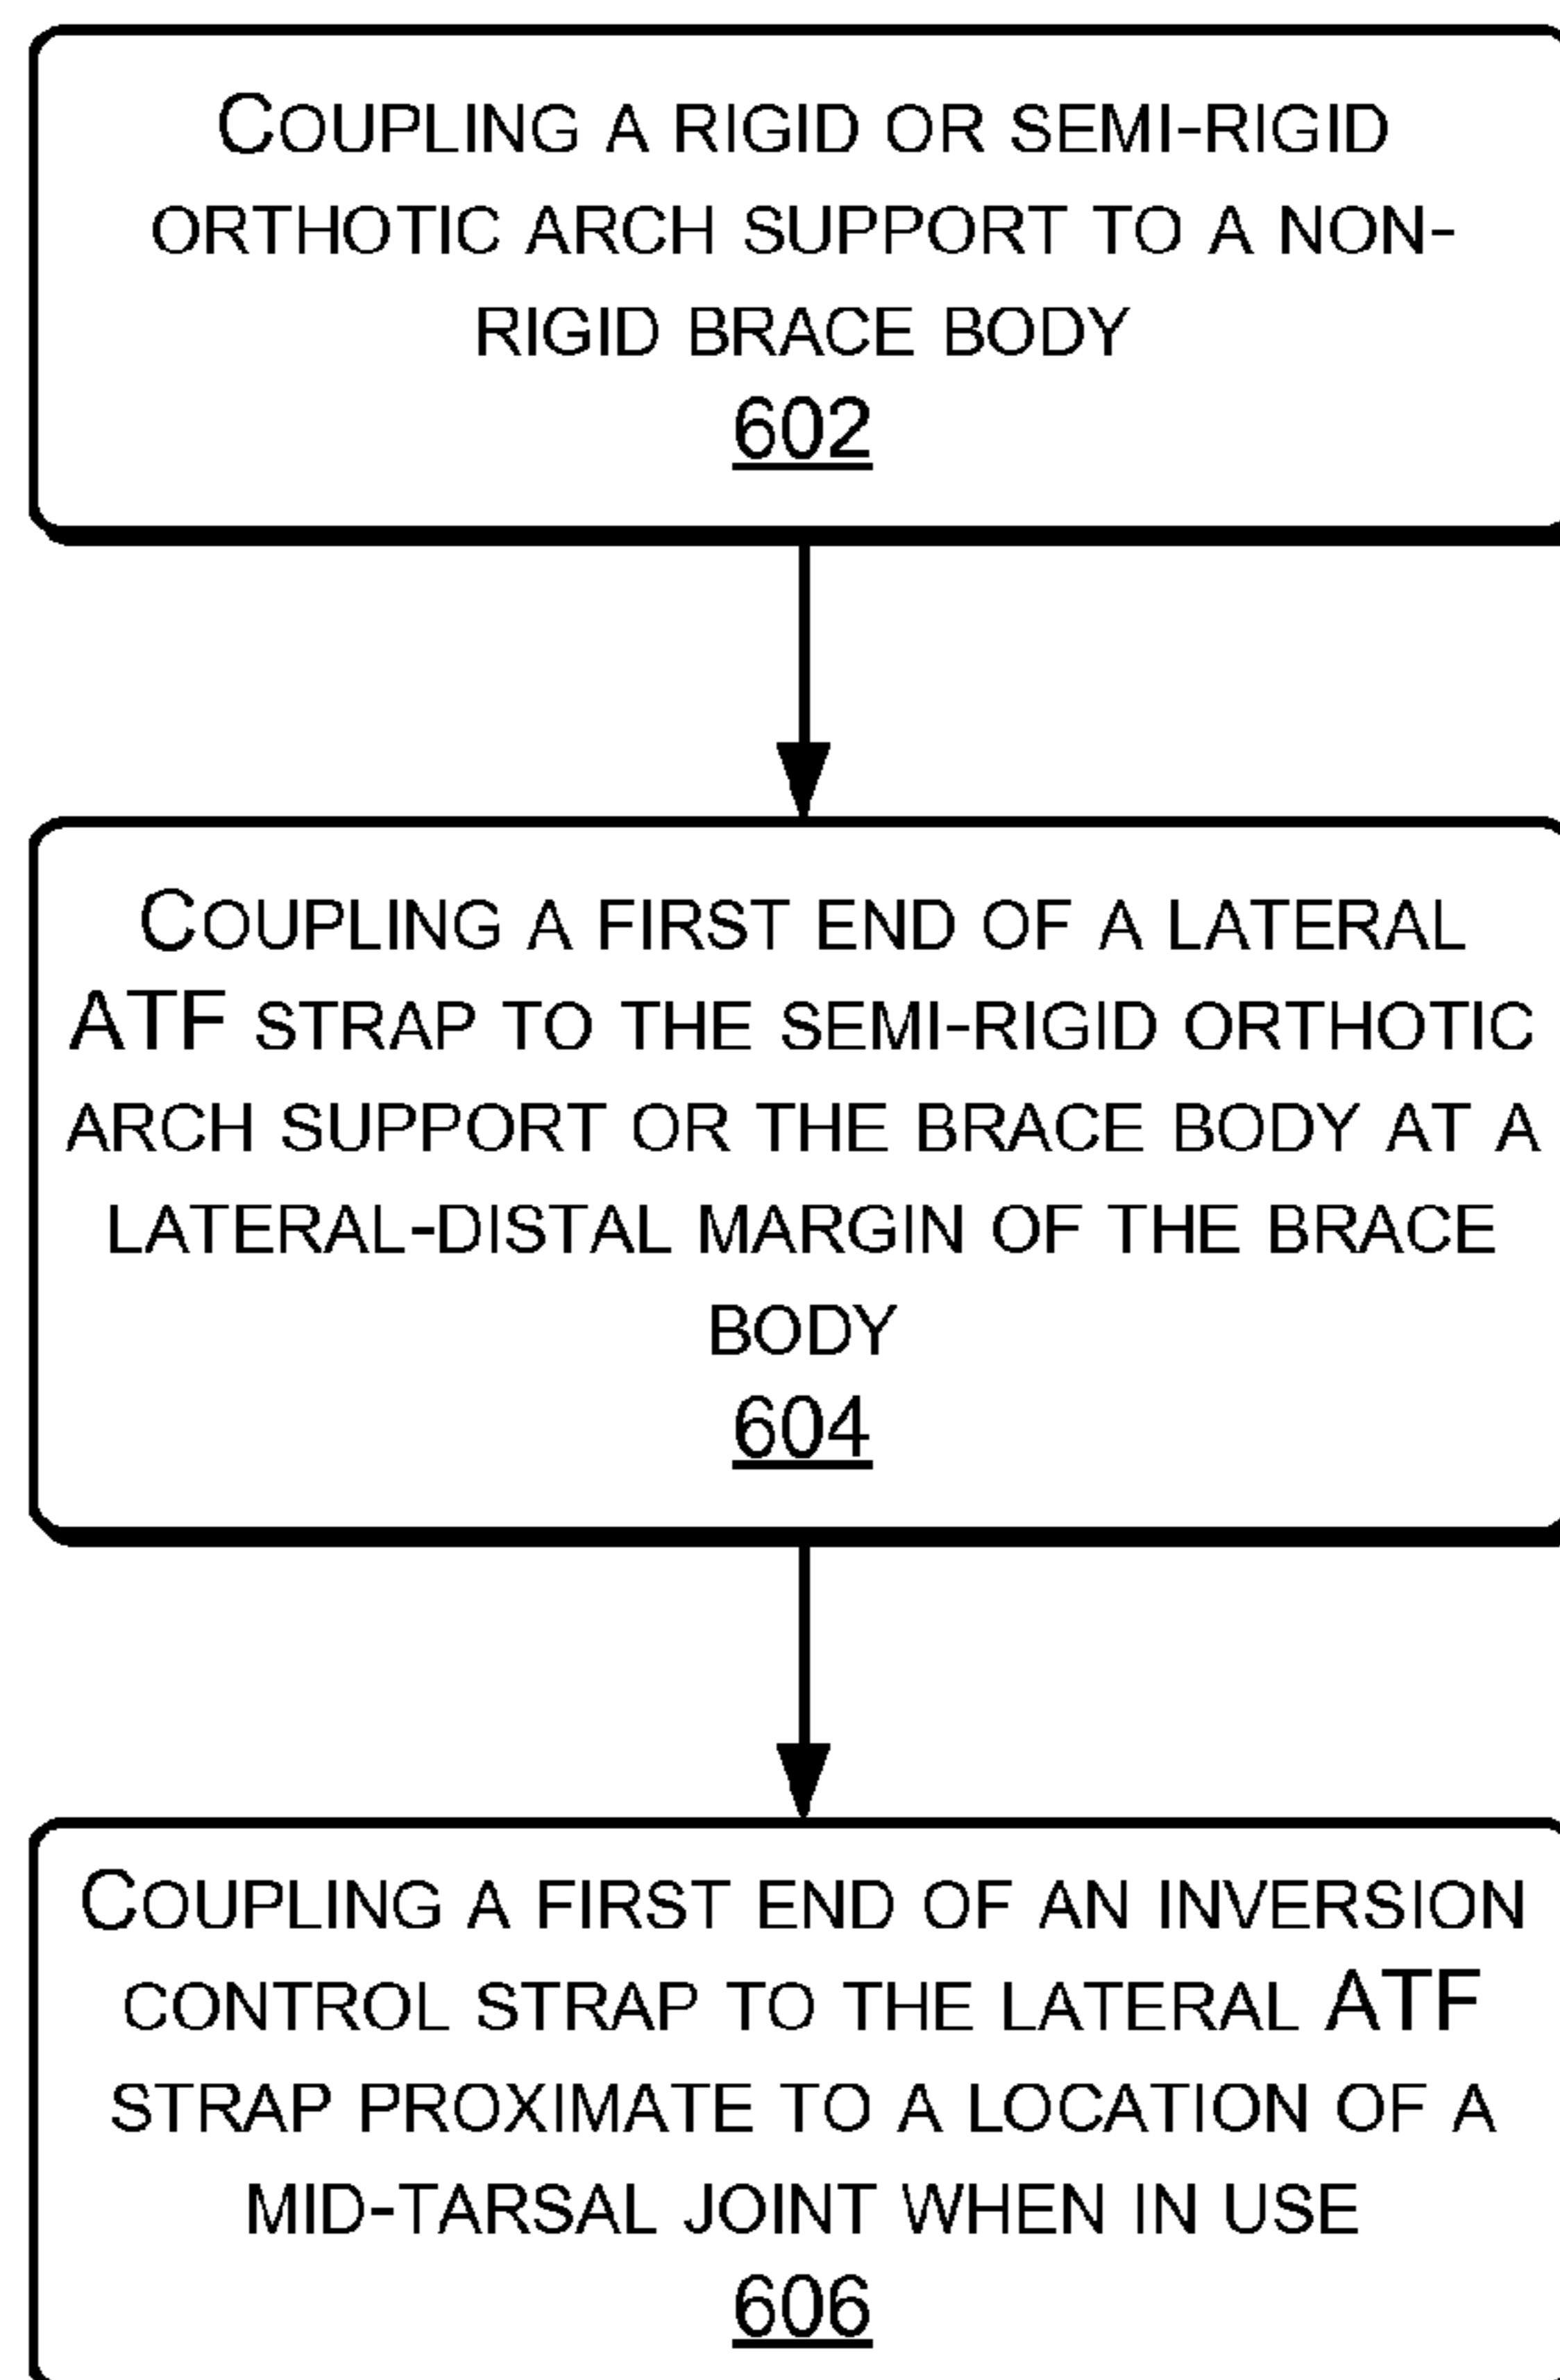 Coupling a rigid or semi-rigid
orthotic arch support to a non-
rigid brace body
602
Coupling a first end of a lateral
ATF strap to the semi-rigid orthotic
arch support or the brace body at a
lateral-distal margin of the brace
body
604
Coupling a first end of an inversion
control strap to the lateral ATF
strap proximate to a location of a
mid-tarsal joint when in use
606